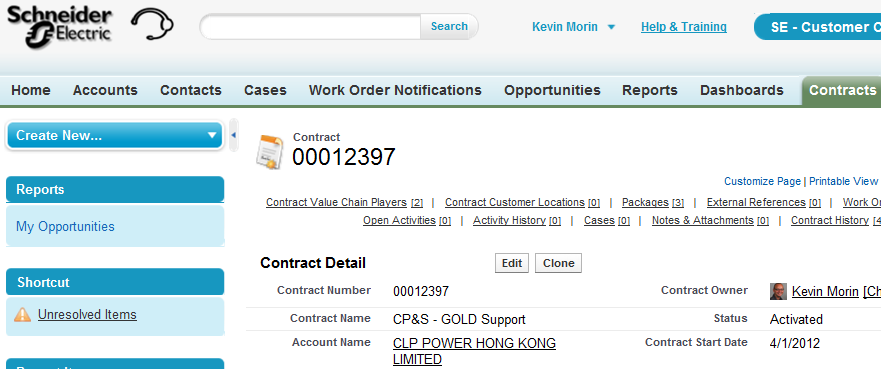 Schneider
Electric
Search
Kevin Morin
Help & Training
SE - Customer C
Home Accounts Contacts Cases Work Order Notifications Opportunities Reports Dashboards Contracts
Create New...
Contract
00012397
Customize Page | Printable View
Reports
My Opportunities
Contract Value Chain Players [2] | Contract Customer Locations [0] | Packages [3] | External References [0] | Work Or
Open Activities [0] | Activity History [0] | Cases [0] | Notes & Attachments [0] | Contract History [4
Contract Detail
Edit
Clone
Shortcut
Unresolved Items
Contract Number 00012397 Contract Owner Kevin Morin [Ch
Contract Name CP&S - GOLD Support Status Activated
Account Name CLP POWER HONG KONG
LIMITED
Contract Start Date 4/1/2012